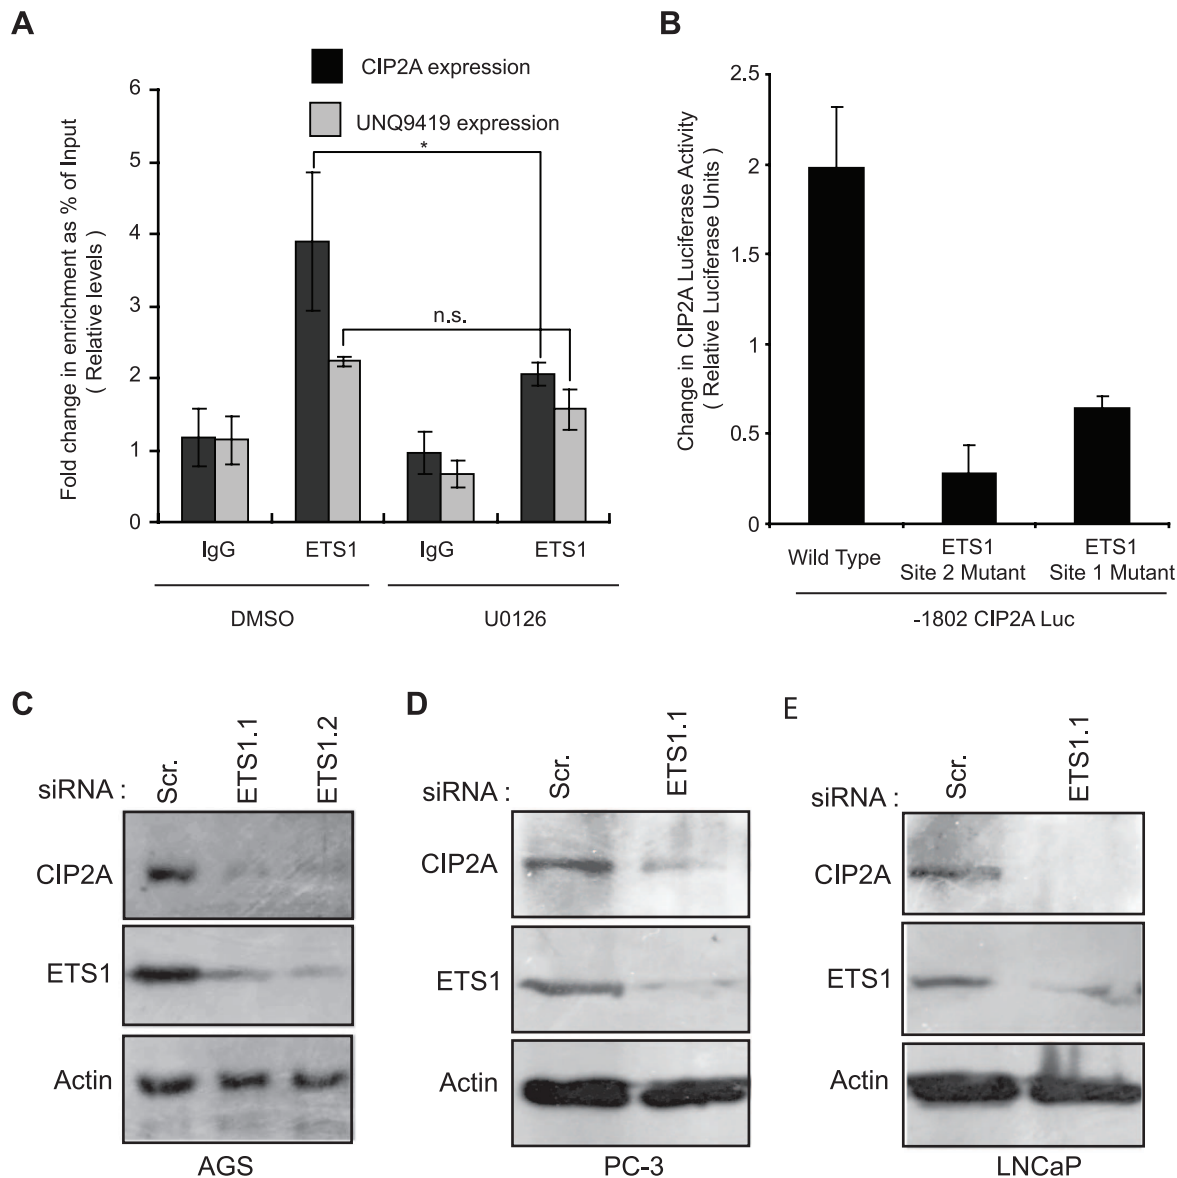 A
CIP2A expression
UNQ9419 expression
Fold change in enrichment as % of Input
( Relative levels )
6
5
4
3
2
1
0
*
n.s.
IgG
ETS1
IgG
ETS1
DMSO
U0126
B
Change in CIP2A Luciferase Activity
( Relative Luciferase Units )
2.5
2
1.5
1
0.5
0
Wild Type
ETS1
Site 2 Mutant
ETS1
Site 1 Mutant
-1802 CIP2A Luc
C
siRNA :
Scr.
ETS1.1
ETS1.2
CIP2A
ETS1
Actin
AGS
D
siRNA :
Scr.
ETS1.1
CIP2A
ETS1
Actin
PC-3
E
siRNA :
Scr.
ETS1.1
CIP2A
ETS1
Actin
LNCaP